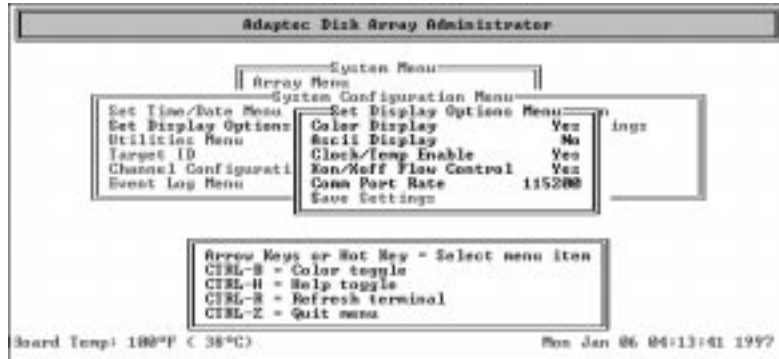 Adaptec Disk Array Administrator
System Menu
Array Menu
System Configuration Menu
Set Time/Date Menu
Set Display Options
Utilities Menu
Target ID
Channel Configurati
Event Log Menu
n
ings
Set Display Options Menu
Color Display Yes
Ascii Display No
Clock/Temp Enable Yes
Xon/Xoff Flow Control Yes
Comm Port Rate 115200
Save Settings
Arrow Keys or Hot Key = Select menu item
CTRL-B = Color toggle
CTRL-H = Help toggle
CTRL-R = Refresh terminal
CTRL-Z = Quit menu
Board Temp: 100°F ( 38°C)
Mon Jan 06 04:13:41 1997